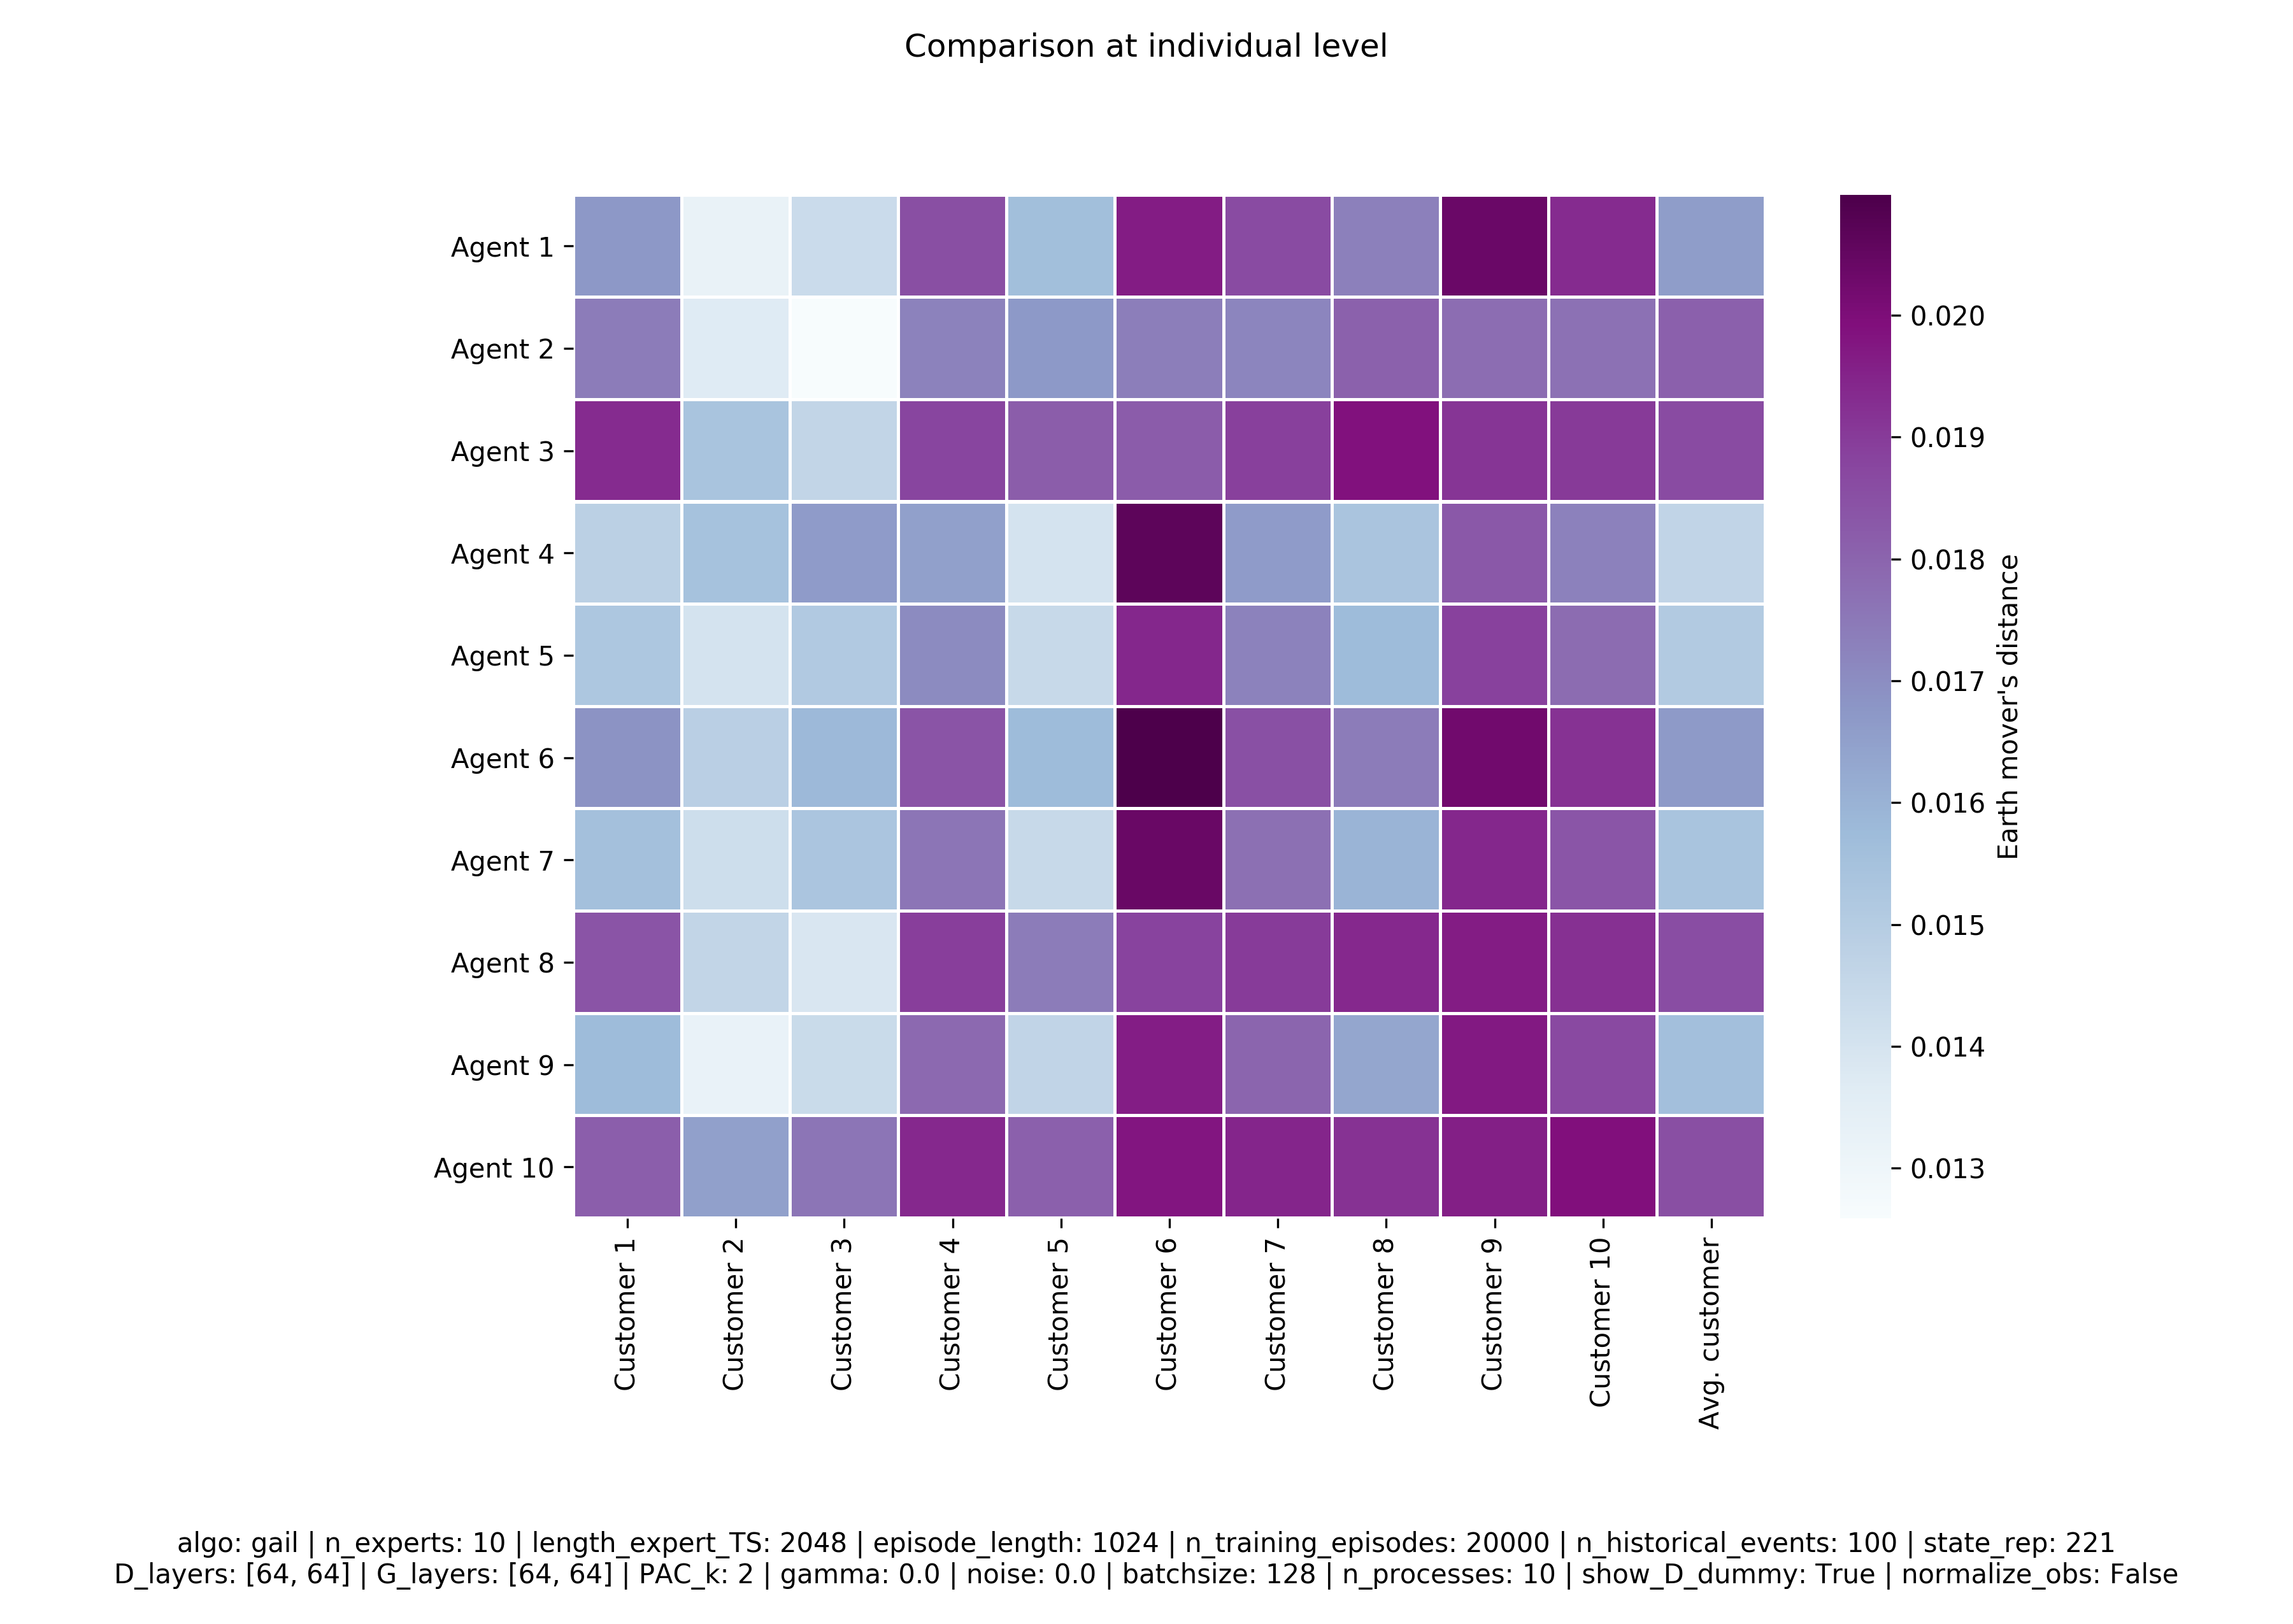 Comparison at individual level
Agent 1
Agent 2
Agent 3
Agent 4
Agent 5
Agent 6
Agent 7
Agent 8
Agent 9
Agent 10
Customer 1
Customer 2
Customer 3
Customer 4
Customer 5
Customer 6
Customer 7
Customer 8
Customer 9
Customer 10
Avg. customer
0.020
0.019
0.018
0.017
0.016
0.015
0.014
0.013
Earth mover's distance
algo: gail | n_experts: 10 | length_expert_TS: 2048 | episode_length: 1024 | n_training_episodes: 20000 | n_historical_events: 100 | state_rep: 221
D_layers: [64, 64] | G_layers: [64, 64] | PAC_k: 2 | gamma: 0.0 | noise: 0.0 | batchsize: 128 | n_processes: 10 | show_D_dummy: True | normalize_obs: False